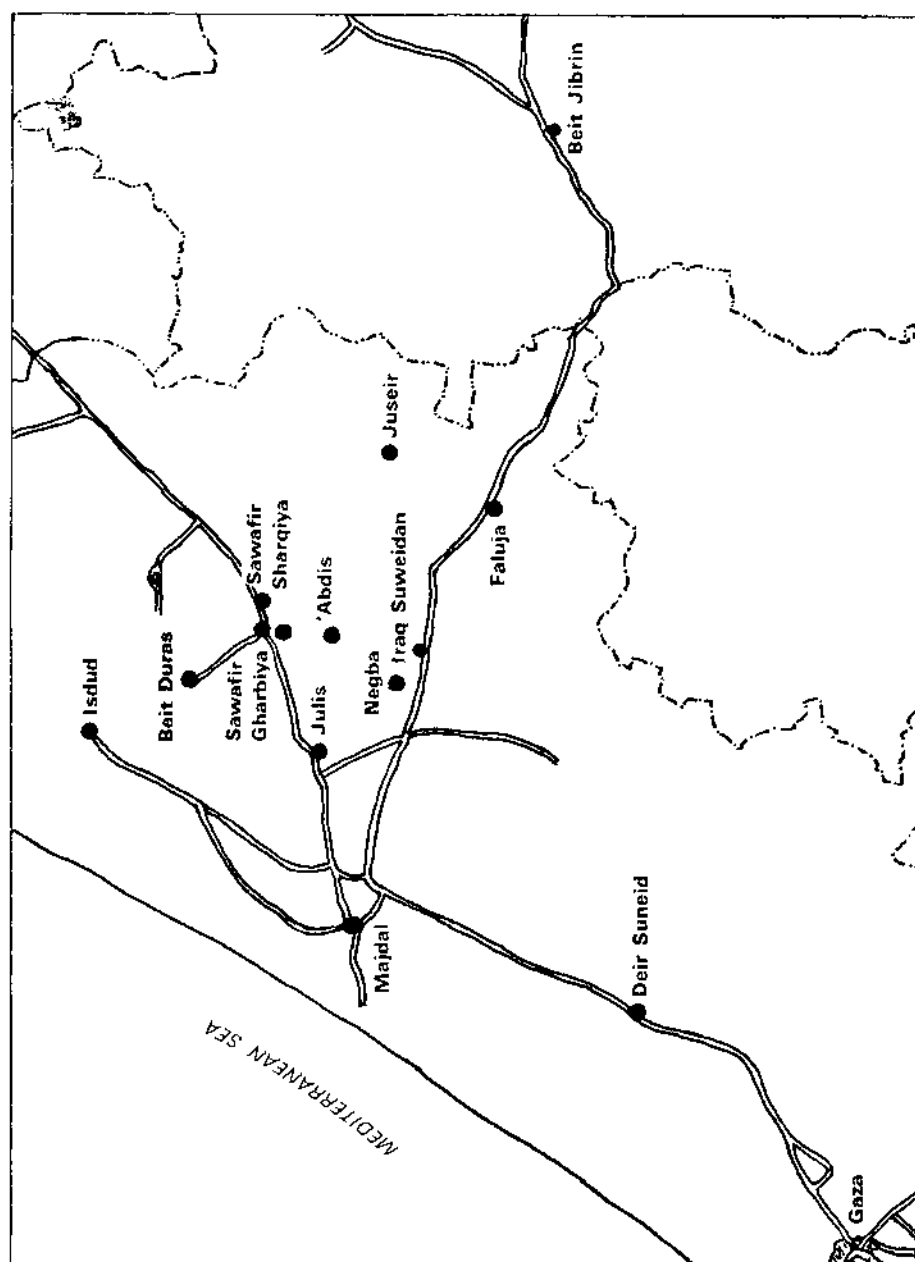 Isdud
Beit Duras
Sawafir
Sharqiya
Sawafir
Gharbiya
'Abdis
Julis
Juseir
Negba
Iraq Suweidan
Faluja
Beit Jibrin
Majdal
Deir Suneid
Gaza
MEDITERRANEAN SEA